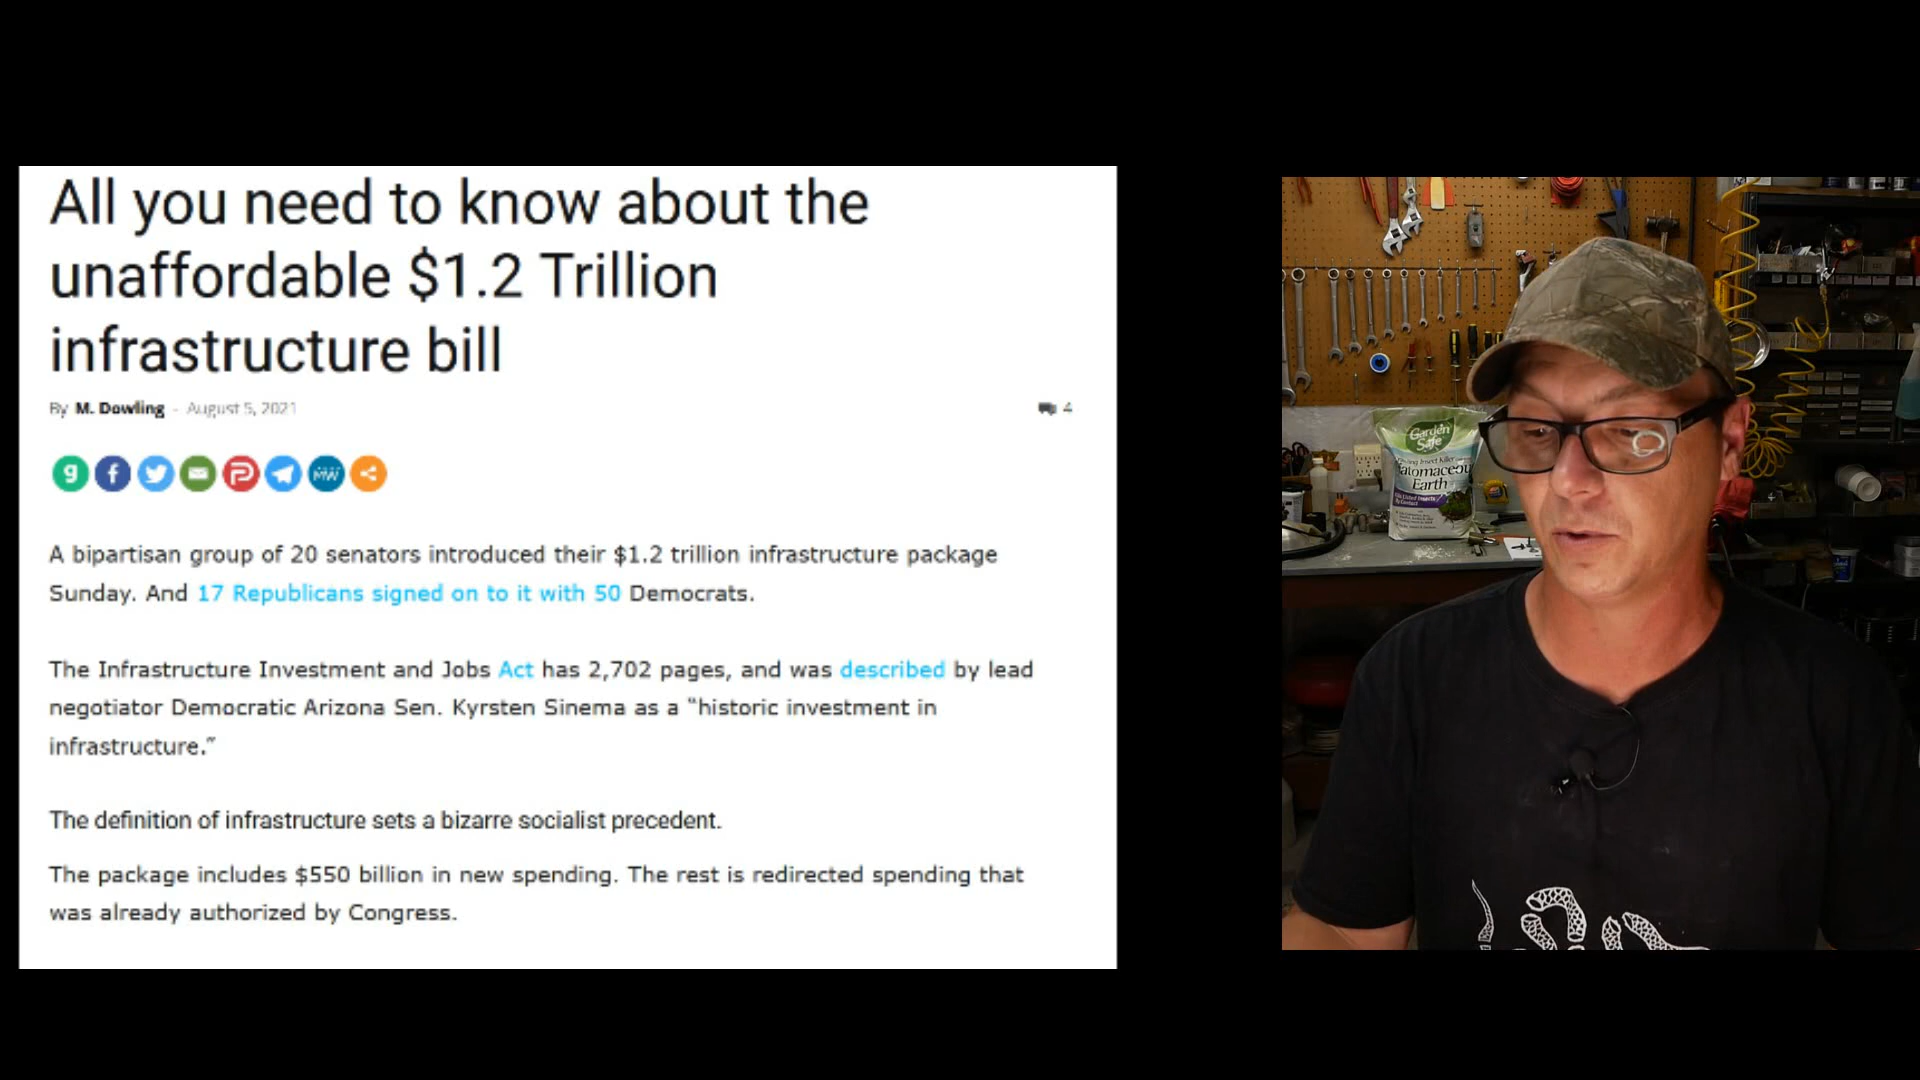 All you need to know about the
unaffordable $1.2 Trillion
infrastructure bill
By M. Dowling - August 5, 2021
4
g f P MW
A bipartisan group of 20 senators introduced their $1.2 trillion infrastructure package
Sunday. And 17 Republicans signed on to it with 50 Democrats.
The Infrastructure Investment and Jobs Act has 2,702 pages, and was described by lead
negotiator Democratic Arizona Sen. Kyrsten Sinema as a “historic investment in
infrastructure.”
The definition of infrastructure sets a bizarre socialist precedent.
The package includes $550 billion in new spending. The rest is redirected spending that
was already authorized by Congress.
Garden
Safe
Insect Killer
atomaceou
Earth